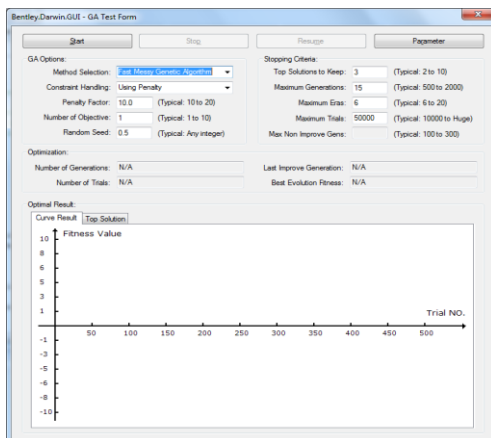 Bentley.Darwin.GUI - GA Test Form
Start Stop Resume Parameter
GA Options:
Method Selection: Fast Messy Genetic Algorithm
Constraint Handling: Using Penalty
Penalty Factor: 10.0 (Typical: 10 to 20)
Number of Objective: 1 (Typical: 1 to 10)
Random Seed: 0.5 (Typical: Any integer)
Stopping Criteria:
Top Solutions to Keep: 3 (Typical: 2 to 10)
Maximum Generations: 15 (Typical: 500 to 2000)
Maximum Eras: 6 (Typical: 6 to 20)
Maximum Trials: 50000 (Typical: 10000 to Huge)
Max Non Improve Gens: (Typical: 100 to 300)
Optimization:
Number of Generations: N/A Last Improve Generation: N/A
Number of Trials: N/A Best Evolution Fitness: N/A
Optimal Result:
Curve Result Top Solution
Fitness Value
10
8
6
5
3
1
Trial NO.
50 100 150 200 250 300 350 400 450 500
-1
-3
-5
-6
-8
-10